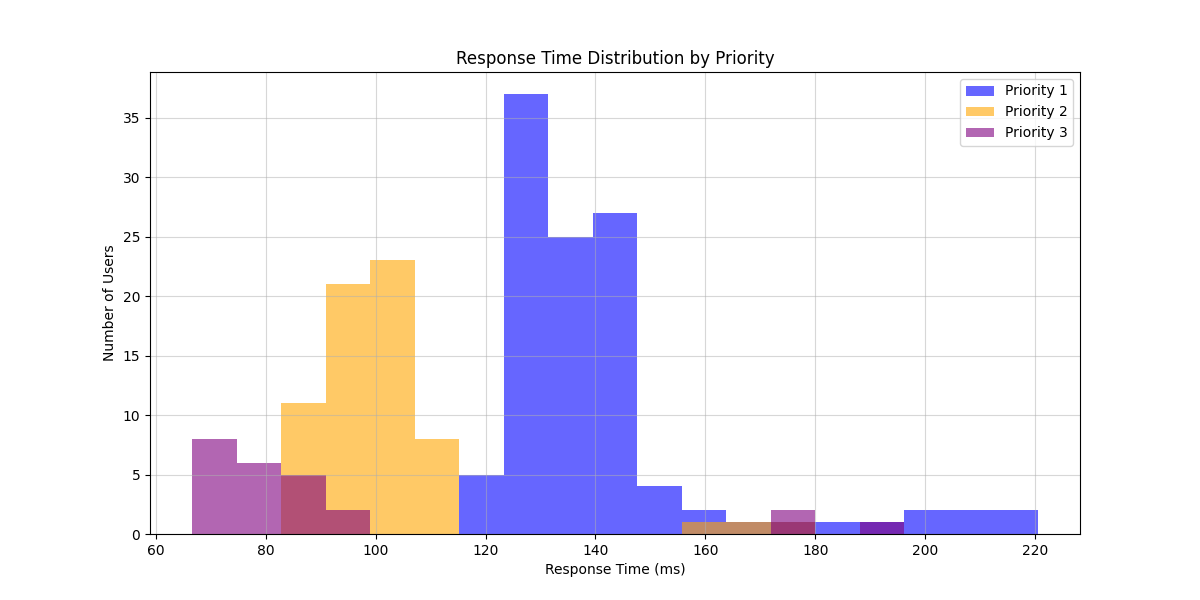 Response Time Distribution by Priority
Priority 1
Priority 2
Priority 3
Number of Users
35
30
25
20
15
10
5
0
60 80 100 120 140 160 180 200 220
Response Time (ms)